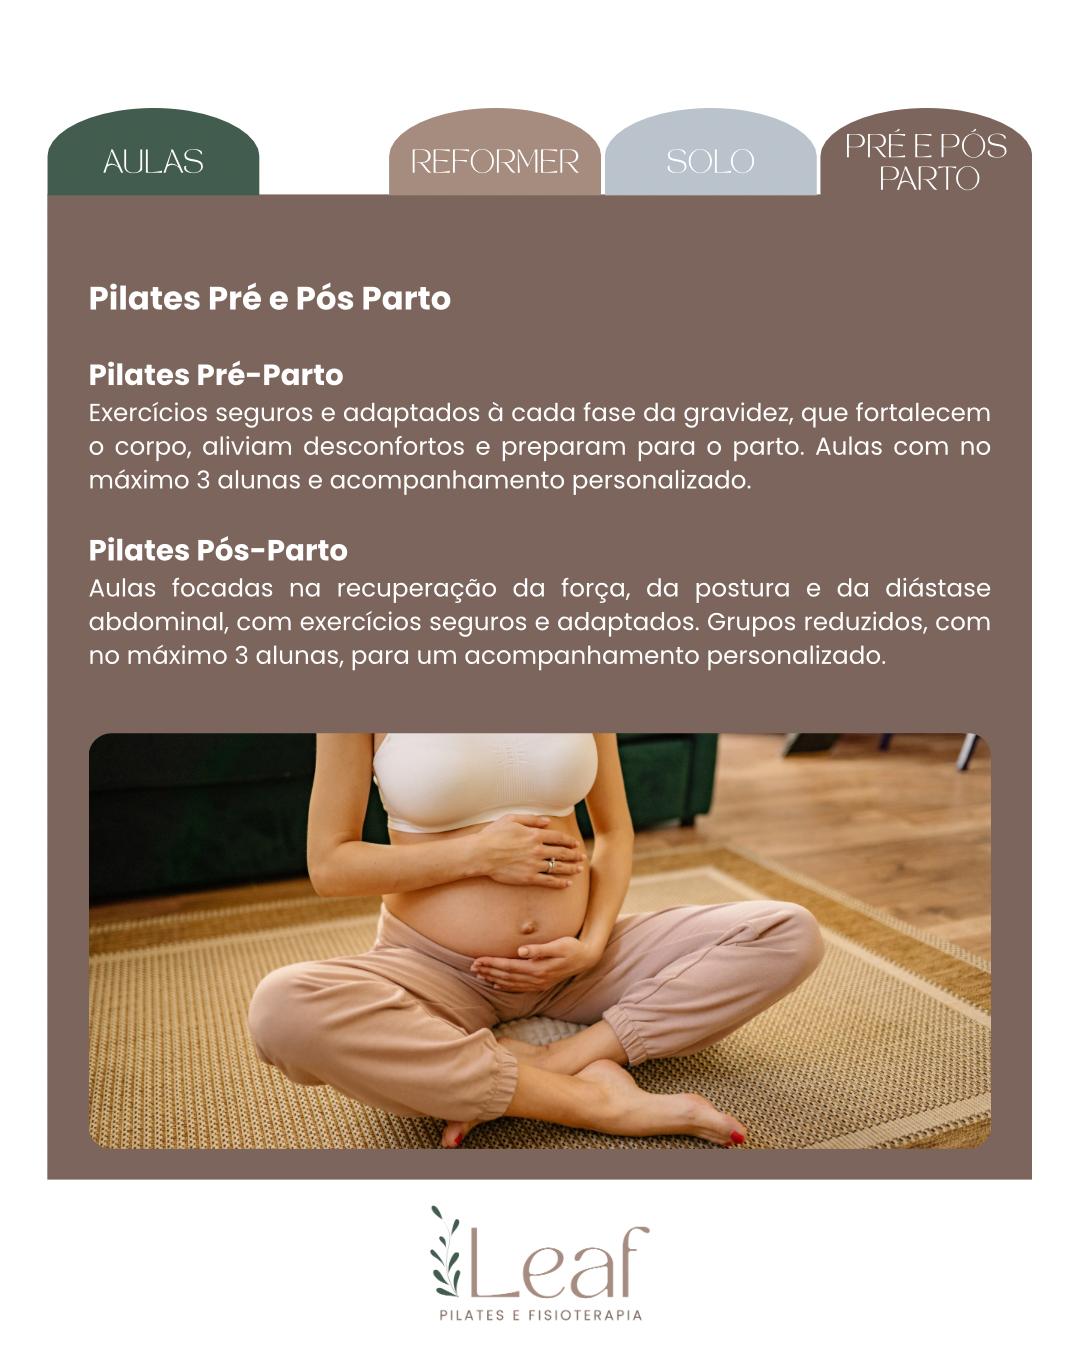 AULAS
REFORMER
SOLO
PRÉ E PÓS
PARTO
Pilates Pré e Pós Parto
Pilates Pré-Parto
Exercícios seguros e adaptados à cada fase da gravidez, que fortalecem
o corpo, aliviam desconfortos e preparam para o parto. Aulas com no
máximo 3 alunas e acompanhamento personalizado.
Pilates Pós-Parto
Aulas focadas na recuperação da força, da postura e da diástase
abdominal, com exercícios seguros e adaptados. Grupos reduzidos, com
no máximo 3 alunas, para um acompanhamento personalizado.
Leaf
PILATES E FISIOTERAPIA